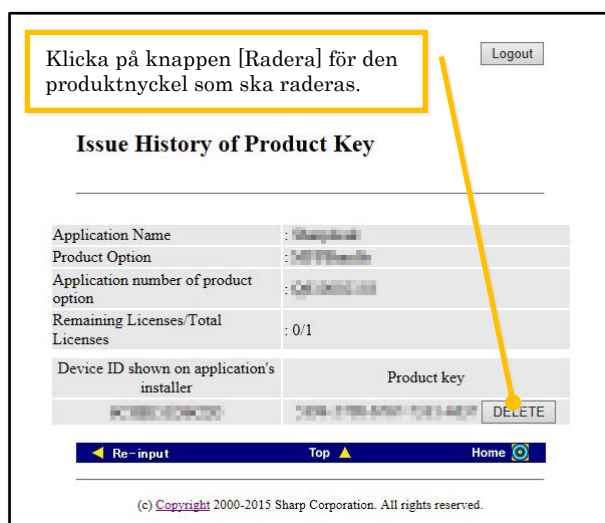 Klicka på knappen [Radera] för den
produktnyckel som ska raderas.
Logout
Issue History of Product Key
Application Name :
Product Option :
Application number of product
option :
Remaining Licenses/Total
Licenses : 0/1
Device ID shown on application's
installer
Product key
DELETE
Re-input Top Home
(c) Copyright 2000-2015 Sharp Corporation. All rights reserved.